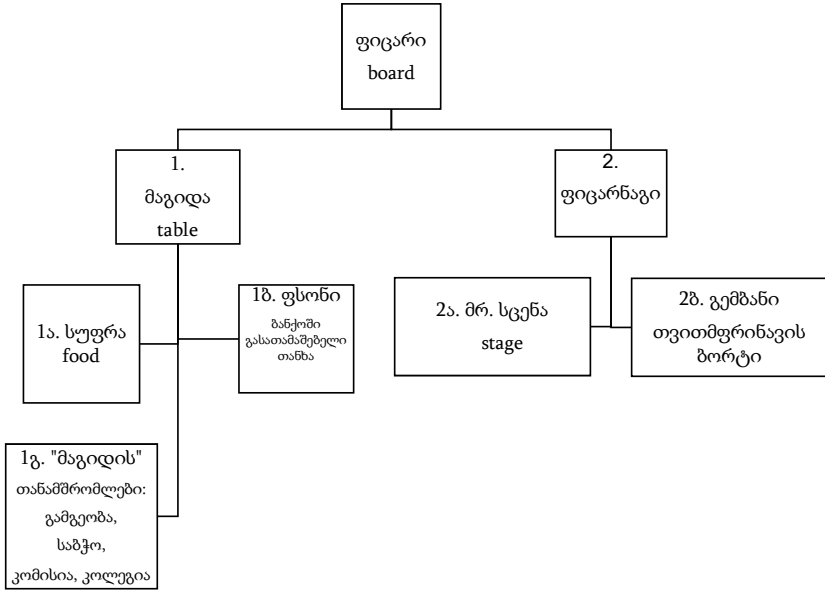 ფიცარი
board
1.
მაგიდა
table
2.
ფიცარნაგი
1ა. სუფრა
food
1ბ. ფსონი
ბანქოში
გასათამაშებელი
თანხა
2ა. მრ. სცენა
stage
2ბ. გემბანი
თვითმფრინავის
ბორტი
1გ. "მაგიდის"
თანამშრომლები:
გამგეობა,
საბჭო,
კომისია, კოლეგია